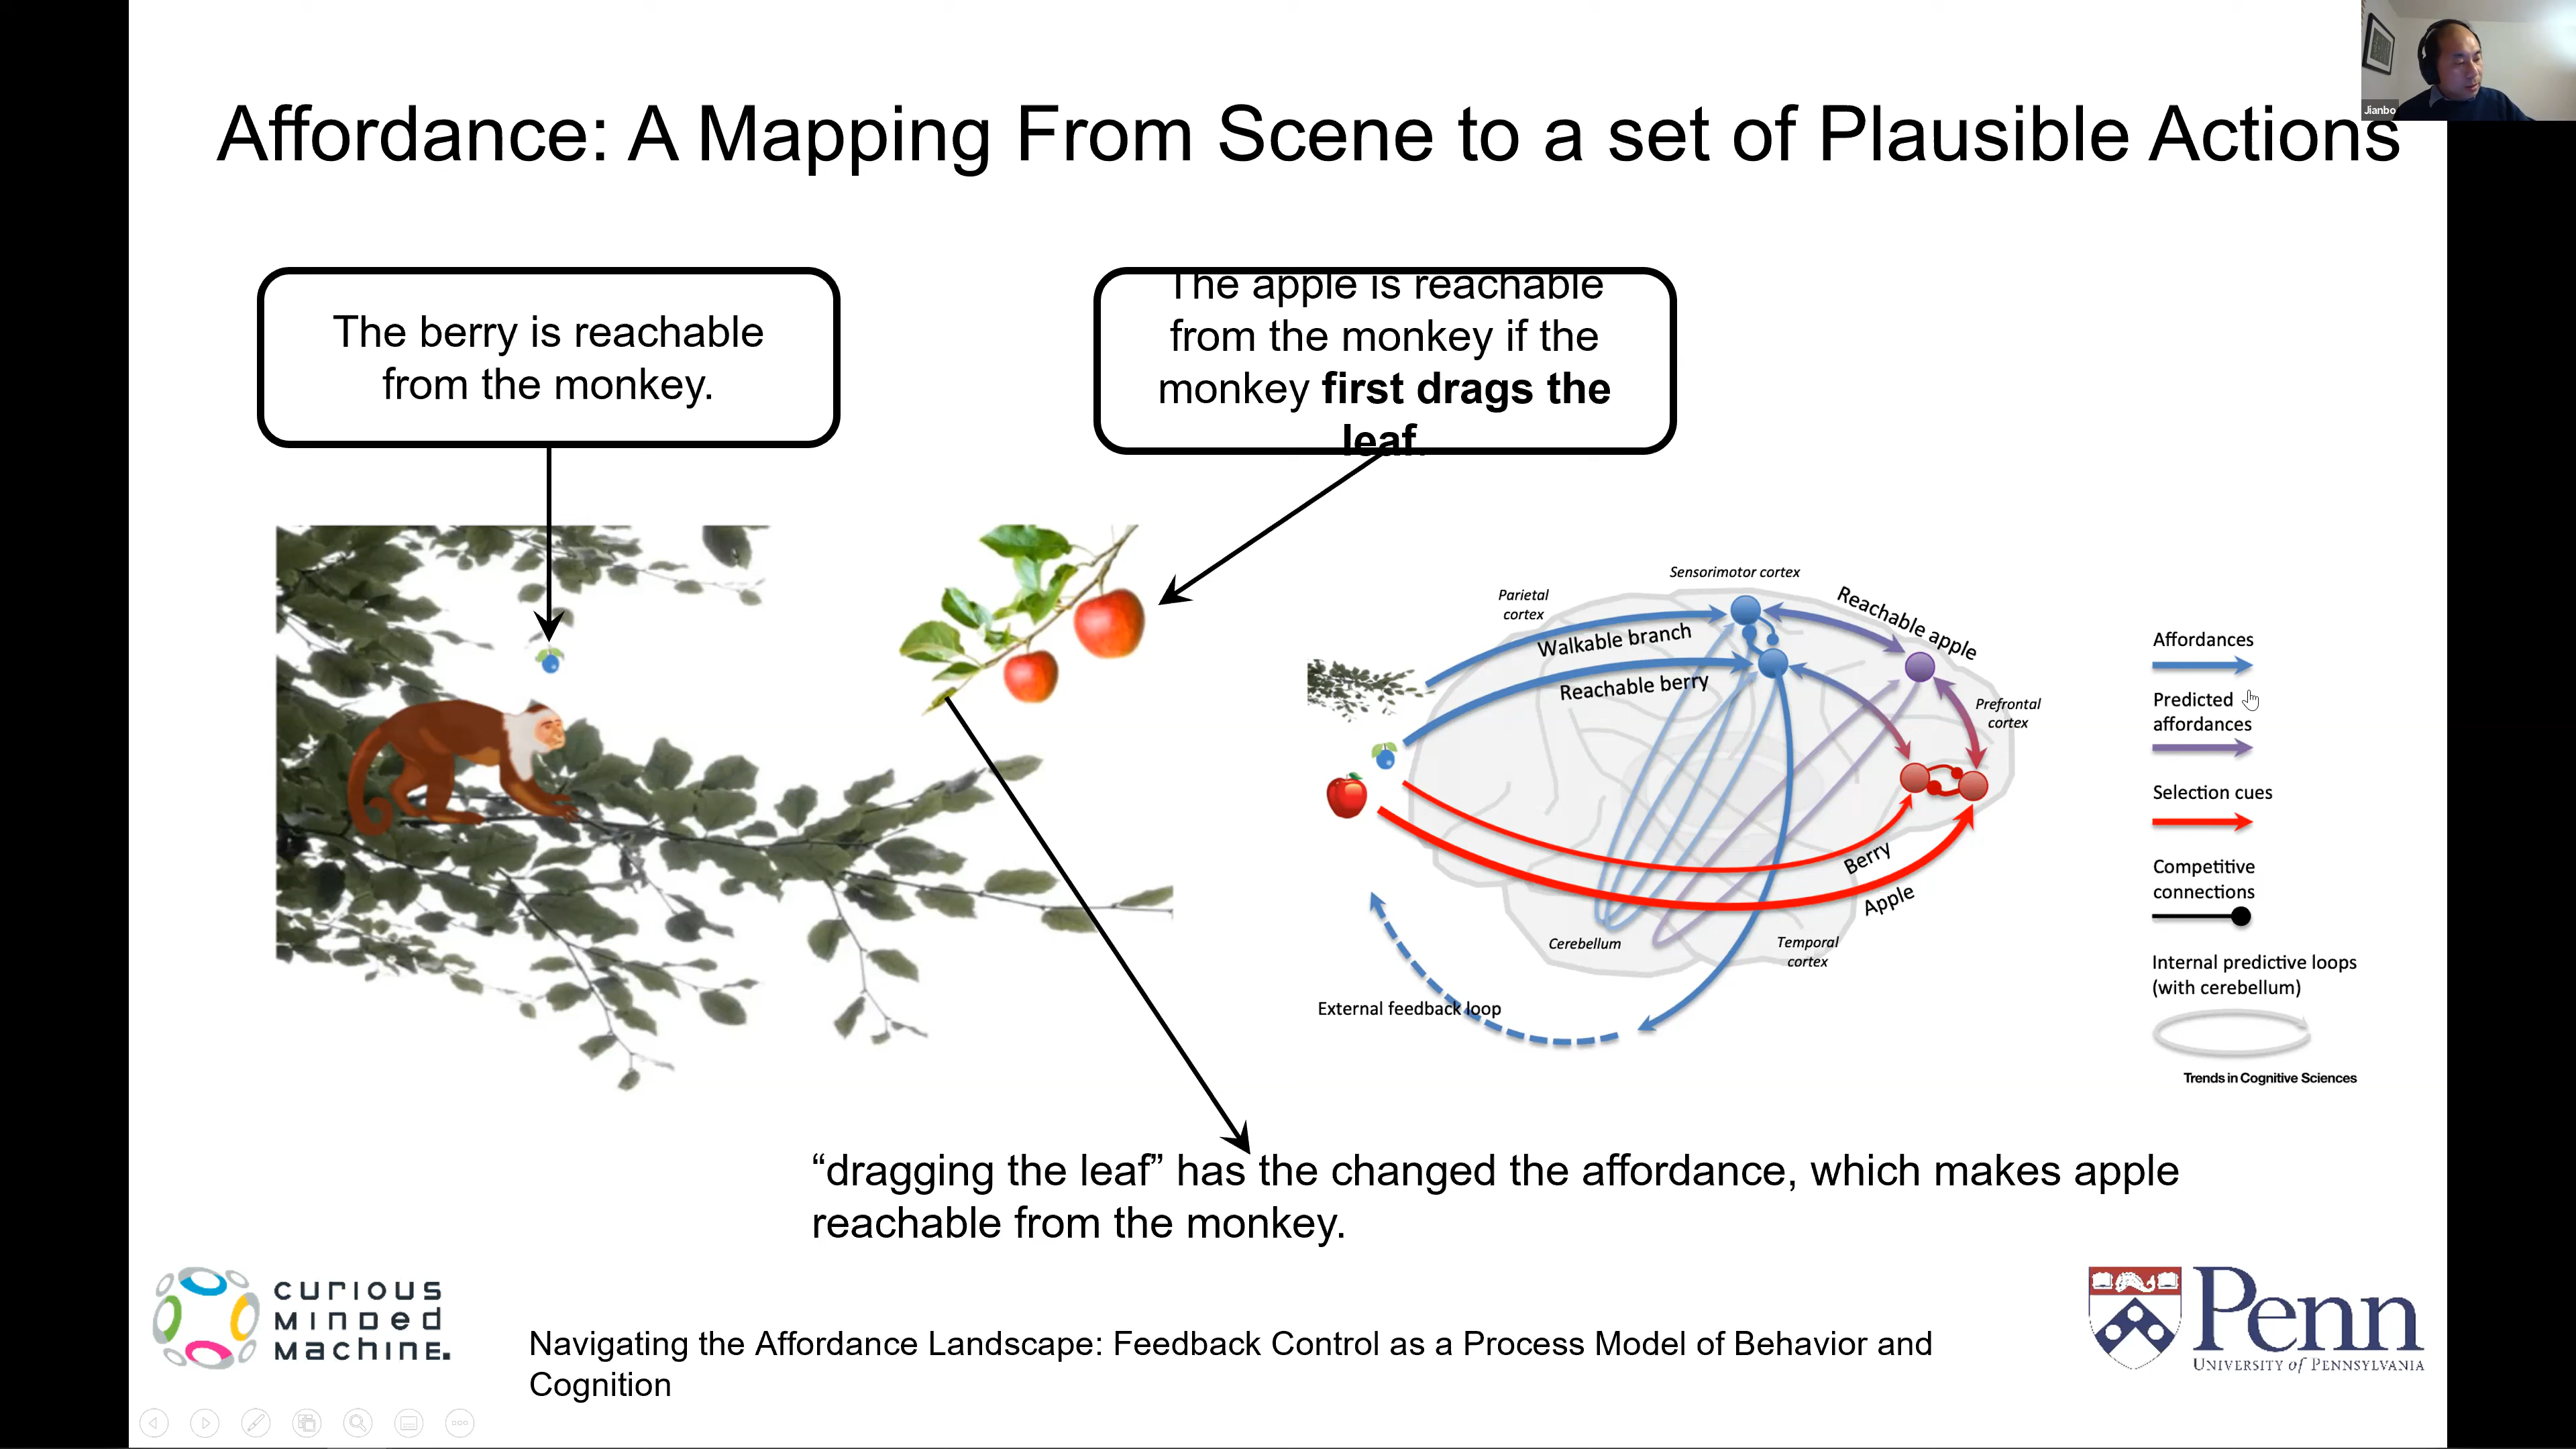 Jianbo
Affordance: A Mapping From Scene to a set of Plausible Actions
The berry is reachable
from the monkey.
The apple is reachable
from the monkey if the
monkey first drags the
leaf.
Sensorimotor cortex
Parietal
cortex
Walkable branch
Reachable berry
Reachable apple
Prefrontal
cortex
Berry
Apple
Cerebellum
Temporal
cortex
External feedback loop
Affordances
Predicted
affordances
Selection cues
Competitive
connections
Internal predictive loops
(with cerebellum)
Trends in Cognitive Sciences
“dragging the leaf” has the changed the affordance, which makes apple
reachable from the monkey.
CURIOUS
MINDED
MACHINE.
Navigating the Affordance Landscape: Feedback Control as a Process Model of Behavior and
Cognition
Penn
UNIVERSITY of PENNSYLVANIA